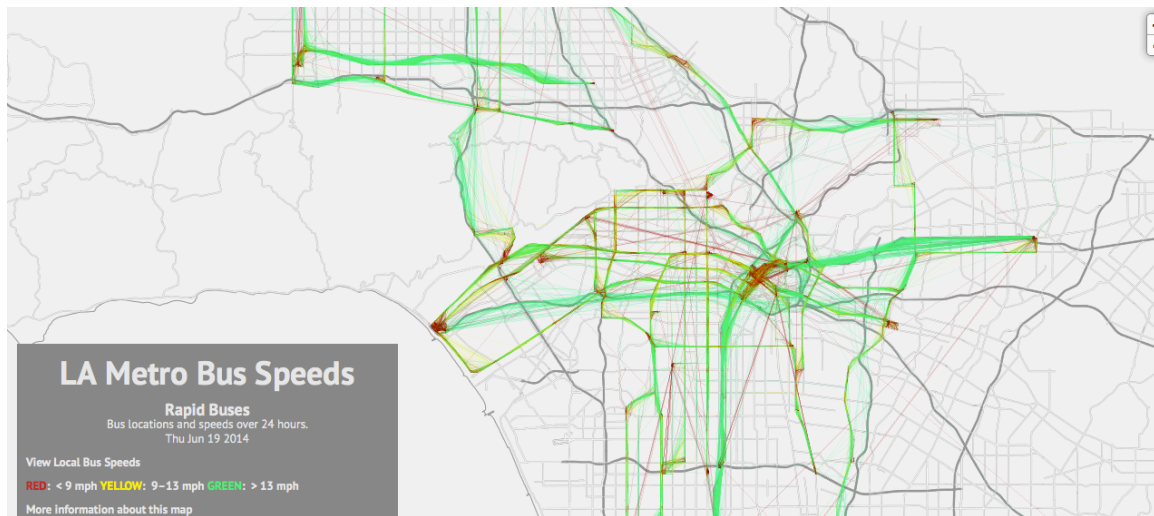 LA Metro Bus Speeds
Rapid Buses
Bus locations and speeds over 24 hours.
Thu Jun 19 2014
View Local Bus Speeds
RED: < 9 mph YELLOW: 9–13 mph GREEN: > 13 mph
More information about this map